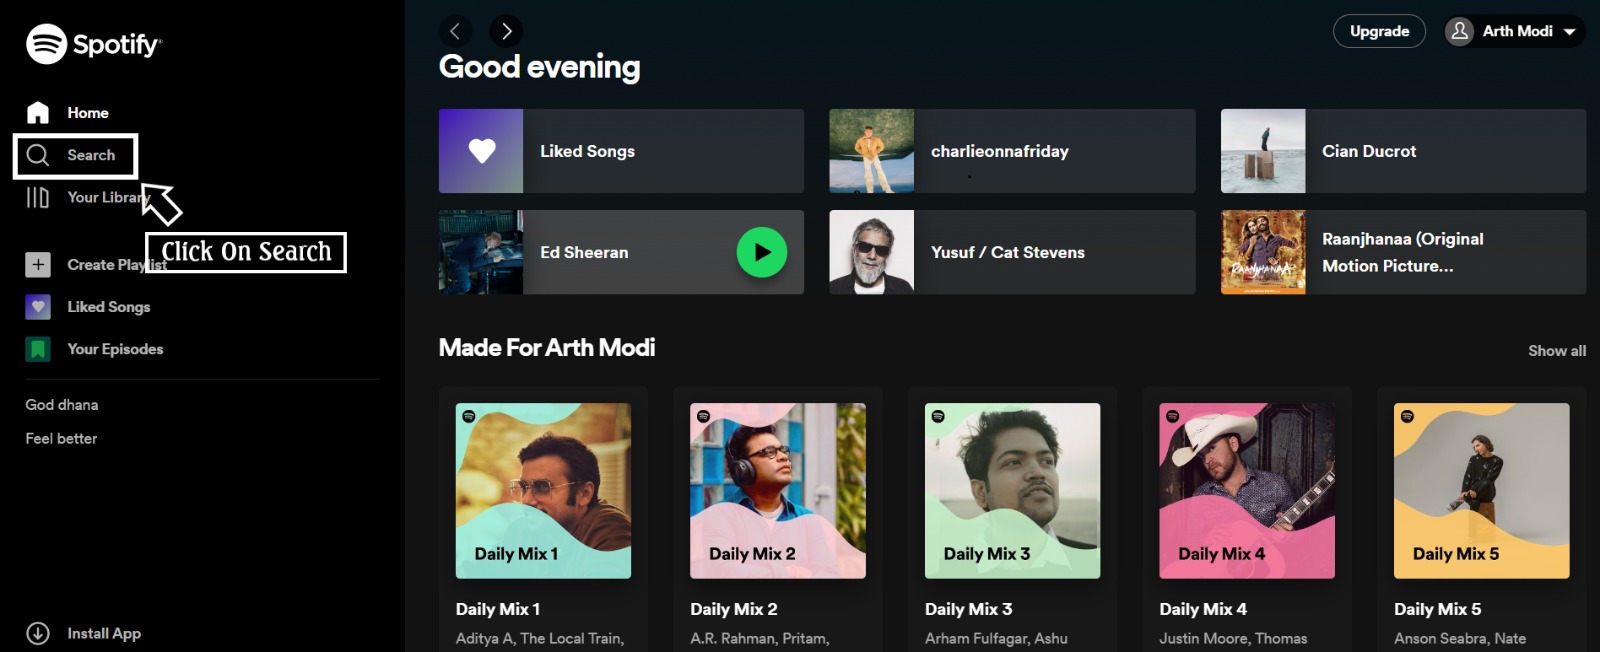 Spotify
Home
Search
Your Library
Click On Search
Create Playlist
Liked Songs
Your Episodes
God dhana
Feel better
Install App
Upgrade
Arth Modi
Good evening
Liked Songs
charlieonnafriday
Cian Ducrot
Ed Sheeran
Yusuf / Cat Stevens
RAANJHANAA
Raanjhanaa (Original
Motion Picture...
Made For Arth Modi
Show all
Daily Mix 1
Daily Mix 2
Daily Mix 3
Daily Mix 4
Daily Mix 5
Daily Mix 1
Aditya A, The Local Train,
Daily Mix 2
A.R. Rahman, Pritam,
Daily Mix 3
Arham Fulfagar, Ashu
Daily Mix 4
Justin Moore, Thomas
Daily Mix 5
Anson Seabra, Nate